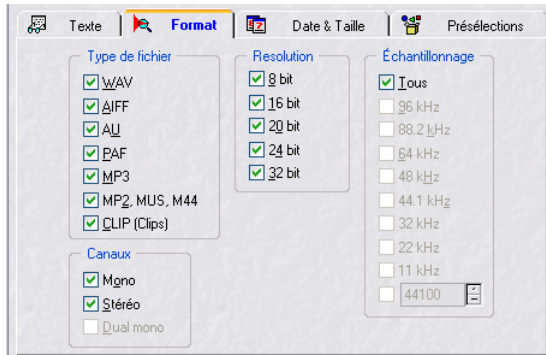 Texte Format Date & Taille Présélections
Type de fichier
WAV
AIFF
AU
PAF
MP3
MP2, MUS, M44
CLIP (Clips)
Canaux
Mono
Stéréo
Dual mono
Resolution
8 bit
16 bit
20 bit
24 bit
32 bit
Échantillonnage
Tous
96 kHz
88.2 kHz
64 kHz
48 kHz
44.1 kHz
32 kHz
22 kHz
11 kHz
44100